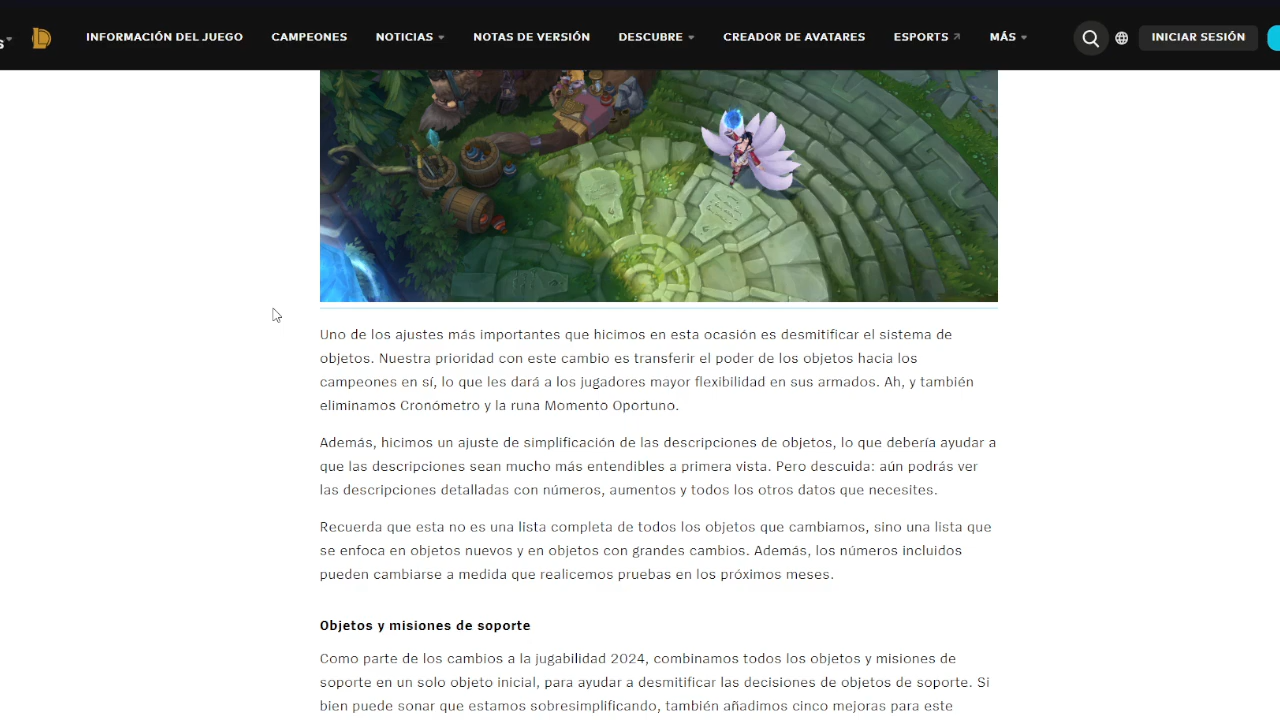 INFORMACIÓN DEL JUEGO CAMPEONES NOTICIAS NOTAS DE VERSIÓN DESCUBRE CREADOR DE AVATARES ESPORTS MÁS INICIAR SESIÓN
Uno de los ajustes más importantes que hicimos en esta ocasión es desmitificar el sistema de
objetos. Nuestra prioridad con este cambio es transferir el poder de los objetos hacia los
campeones en sí, lo que les dará a los jugadores mayor flexibilidad en sus armados. Ah, y también
eliminamos Cronómetro y la runa Momento Oportuno.
Además, hicimos un ajuste de simplificación de las descripciones de objetos, lo que debería ayudar a
que las descripciones sean mucho más entendibles a primera vista. Pero descuida: aún podrás ver
las descripciones detalladas con números, aumentos y todos los otros datos que necesites.
Recuerda que esta no es una lista completa de todos los objetos que cambiamos, sino una lista que
se enfoca en objetos nuevos y en objetos con grandes cambios. Además, los números incluidos
pueden cambiarse a medida que realicemos pruebas en los próximos meses.
Objetos y misiones de soporte
Como parte de los cambios a la jugabilidad 2024, combinamos todos los objetos y misiones de
soporte en un solo objeto inicial, para ayudar a desmitificar las decisiones de objetos de soporte. Si
bien puede sonar que estamos sobresimplificando, también añadimos cinco mejoras para este